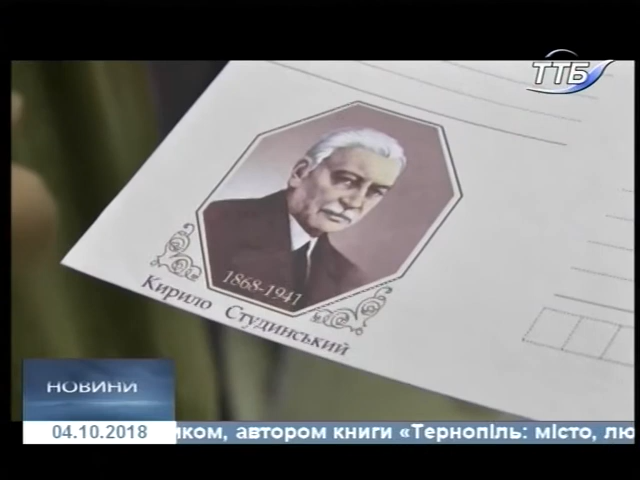 ТТБ
1868-1941
Кирило Студинський
НОВИНИ
04.10.2018
иком, автором книги «Тернопіль: місто, лю